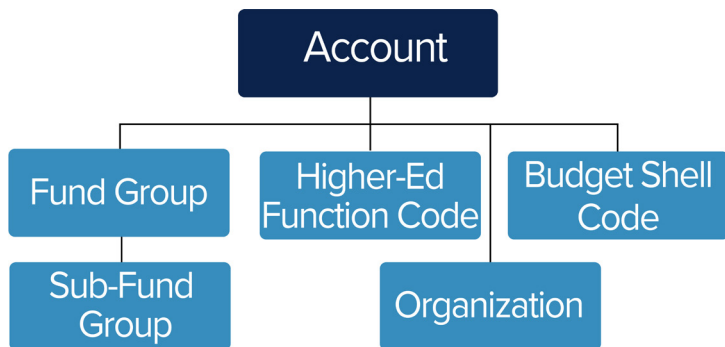 Account
Fund Group
Higher-Ed
Function Code
Budget Shell
Code
Sub-Fund
Group
Organization